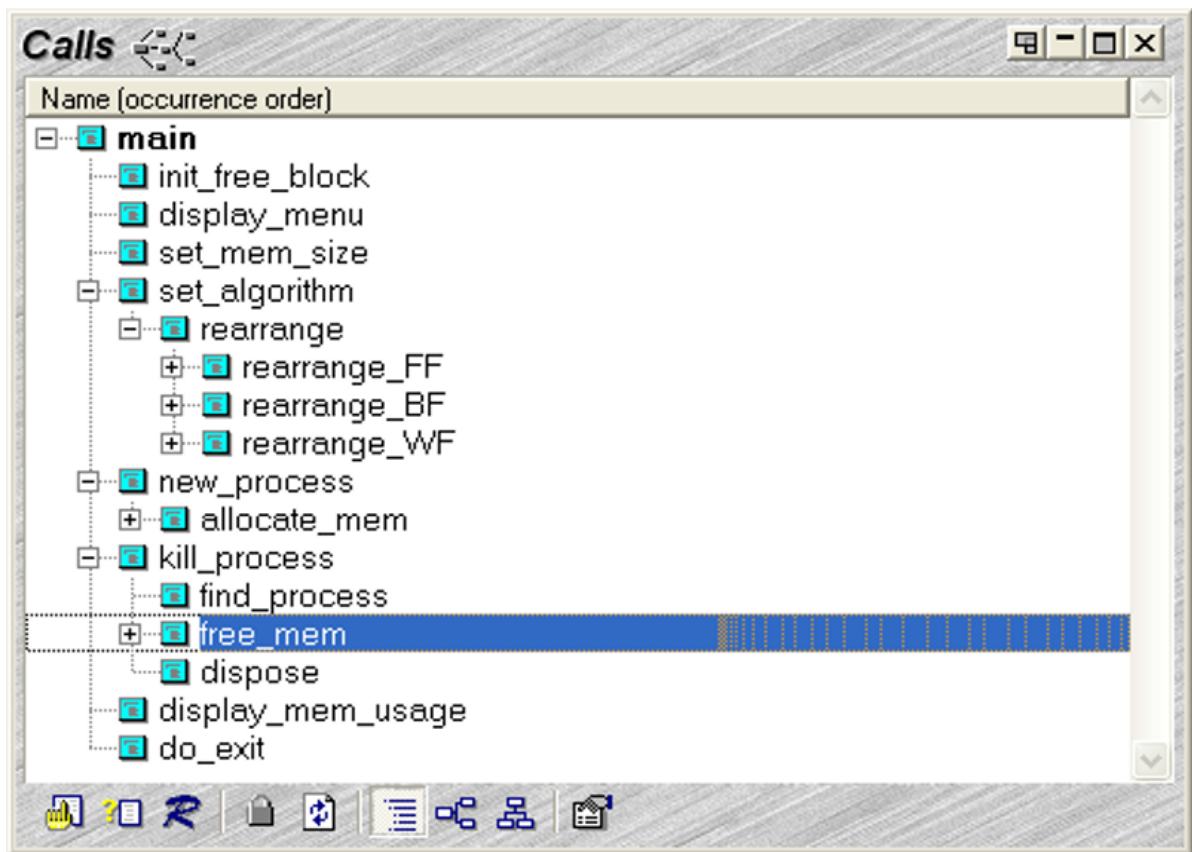 Calls
Name (occurrence order)
main
init_free_block
display_menu
set_mem_size
set_algorithm
rearrange
rearrange_FF
rearrange_BF
rearrange_WF
new_process
allocate_mem
kill_process
find_process
free_mem
dispose
display_mem_usage
do_exit